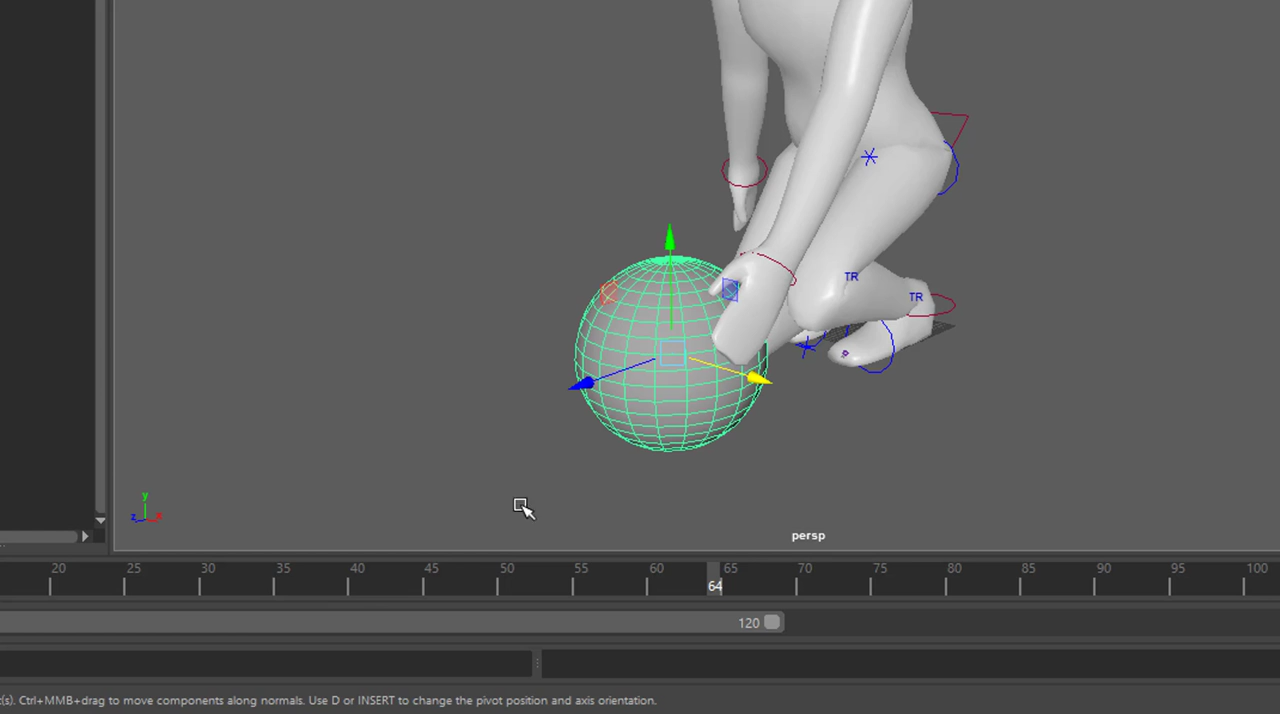 TR
TR
y
z x
persp
20 25 30 35 40 45 50 55 60 65 70 75 80 85 90 95 100
64
120
Ctrl+MMB+drag to move components along normals. Use D or INSERT to change the pivot position and axis orientation.